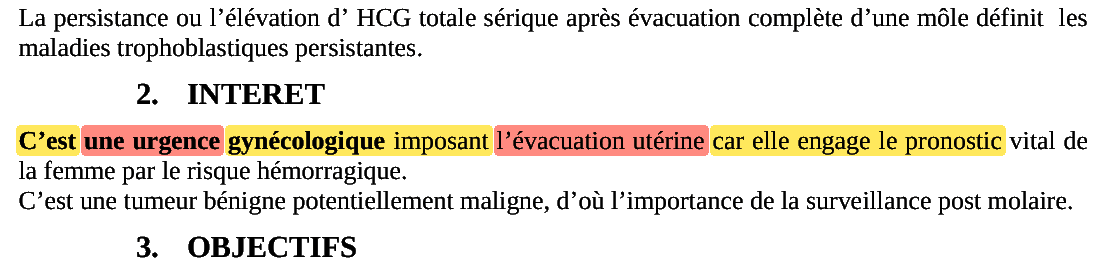 La persistance ou l’élévation d’ HCG totale sérique après évacuation complète d’une môle définit les
maladies trophoblastiques persistantes.
2. INTERET
C’est une urgence gynécologique imposant l’évacuation utérine car elle engage le pronostic vital de
la femme par le risque hémorragique.
C’est une tumeur bénigne potentiellement maligne, d’où l’importance de la surveillance post molaire.
3. OBJECTIFS